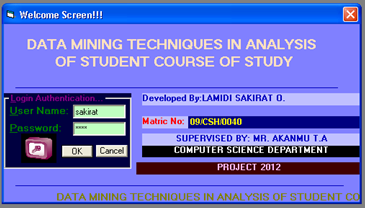 Welcome Screen!!!
DATA MINING TECHNIQUES IN ANALYSIS
OF STUDENT COURSE OF STUDY
Login Authentication
User Name: sakirat
Password: ****
OK Cancel
Developed By:LAMIDI SAKIRAT O.
Matric No: 09/CSH/0040
SUPERVISED BY: MR. AKANMU T.A
COMPUTER SCIENCE DEPARTMENT
PROJECT 2012
DATA MINING TECHNIQUES IN ANALYSIS OF STUDENT CO